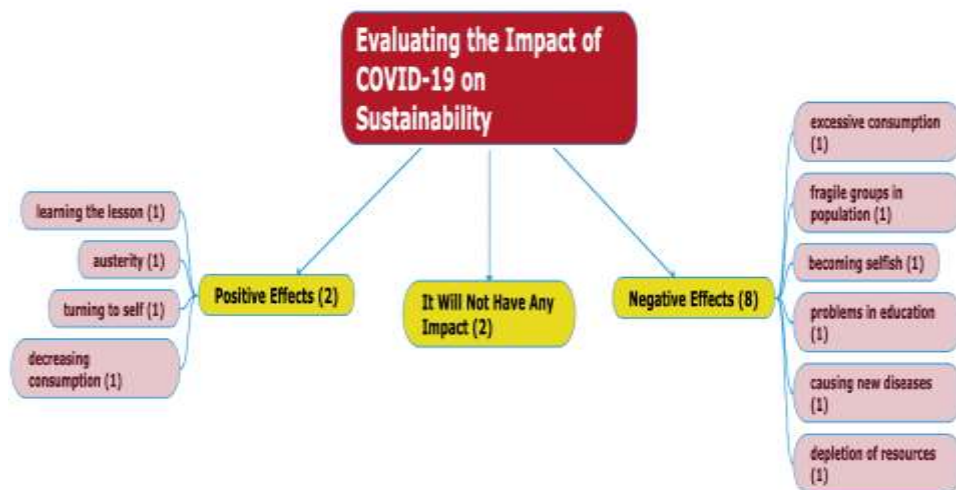 Evaluating the Impact of
COVID-19 on
Sustainability
learning the lesson (1)
austerity (1)
turning to self (1)
decreasing
consumption (1)
Positive Effects (2)
It Will Not Have Any
Impact (2)
Negative Effects (8)
excessive consumption
(1)
fragile groups in
population (1)
becoming selfish (1)
problems in education
(1)
causing new diseases
(1)
depletion of resources
(1)